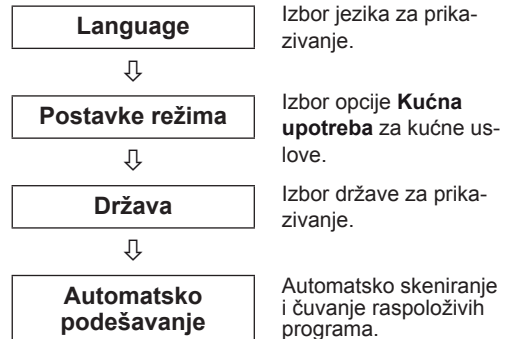 Language
Izbor jezika za prika-
zivanje.
Postavke režima
Izbor opcije Kućna
upotreba za kućne us-
love.
Država
Izbor države za prika-
zivanje.
Automatsko
podešavanje
Automatsko skeniranje
i čuvanje raspoloživih
programa.